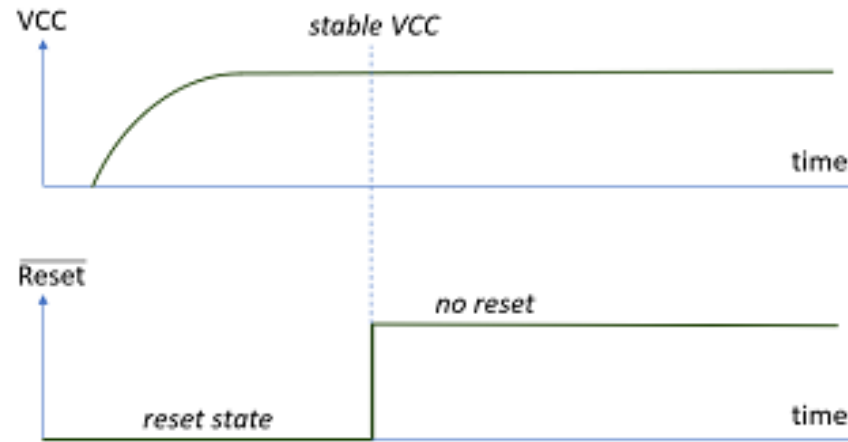 VCC
stable VCC
time
Reset
no reset
reset state
time